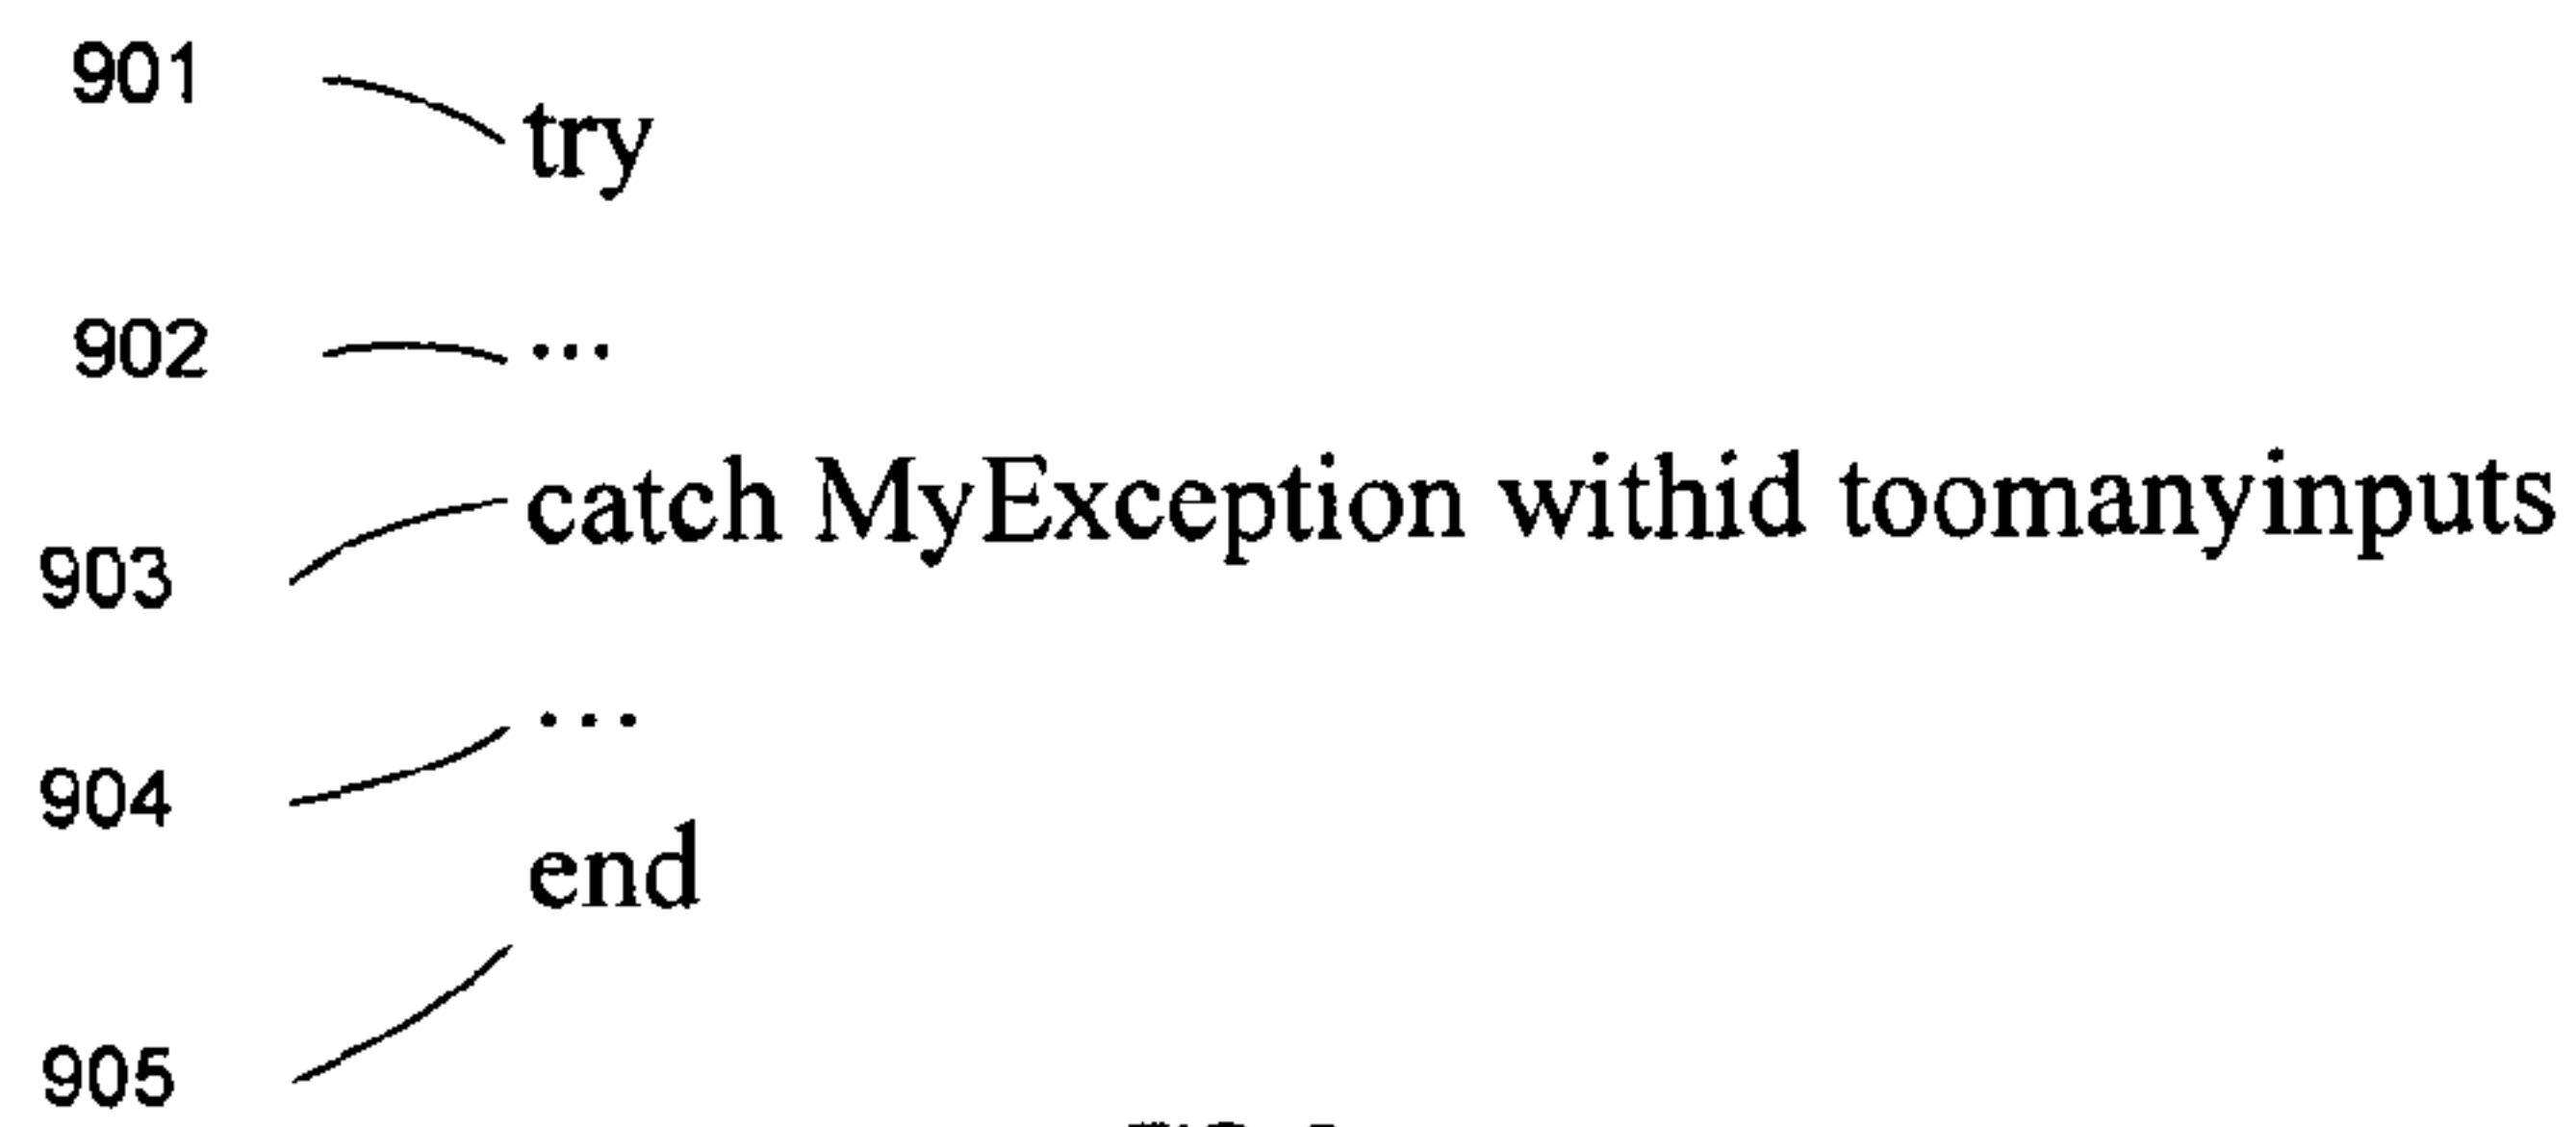 901 try
902 ...
903 catch MyException withid toomanyinputs
904 ...
end
905